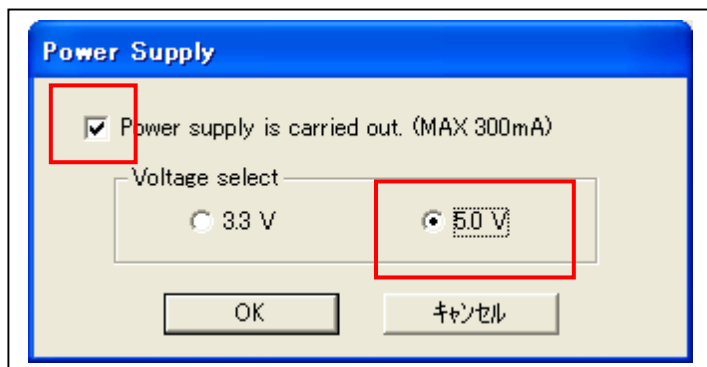 Power Supply
Power supply is carried out. (MAX 300mA)
Voltage select
3.3 V 5.0 V
OK キャンセル